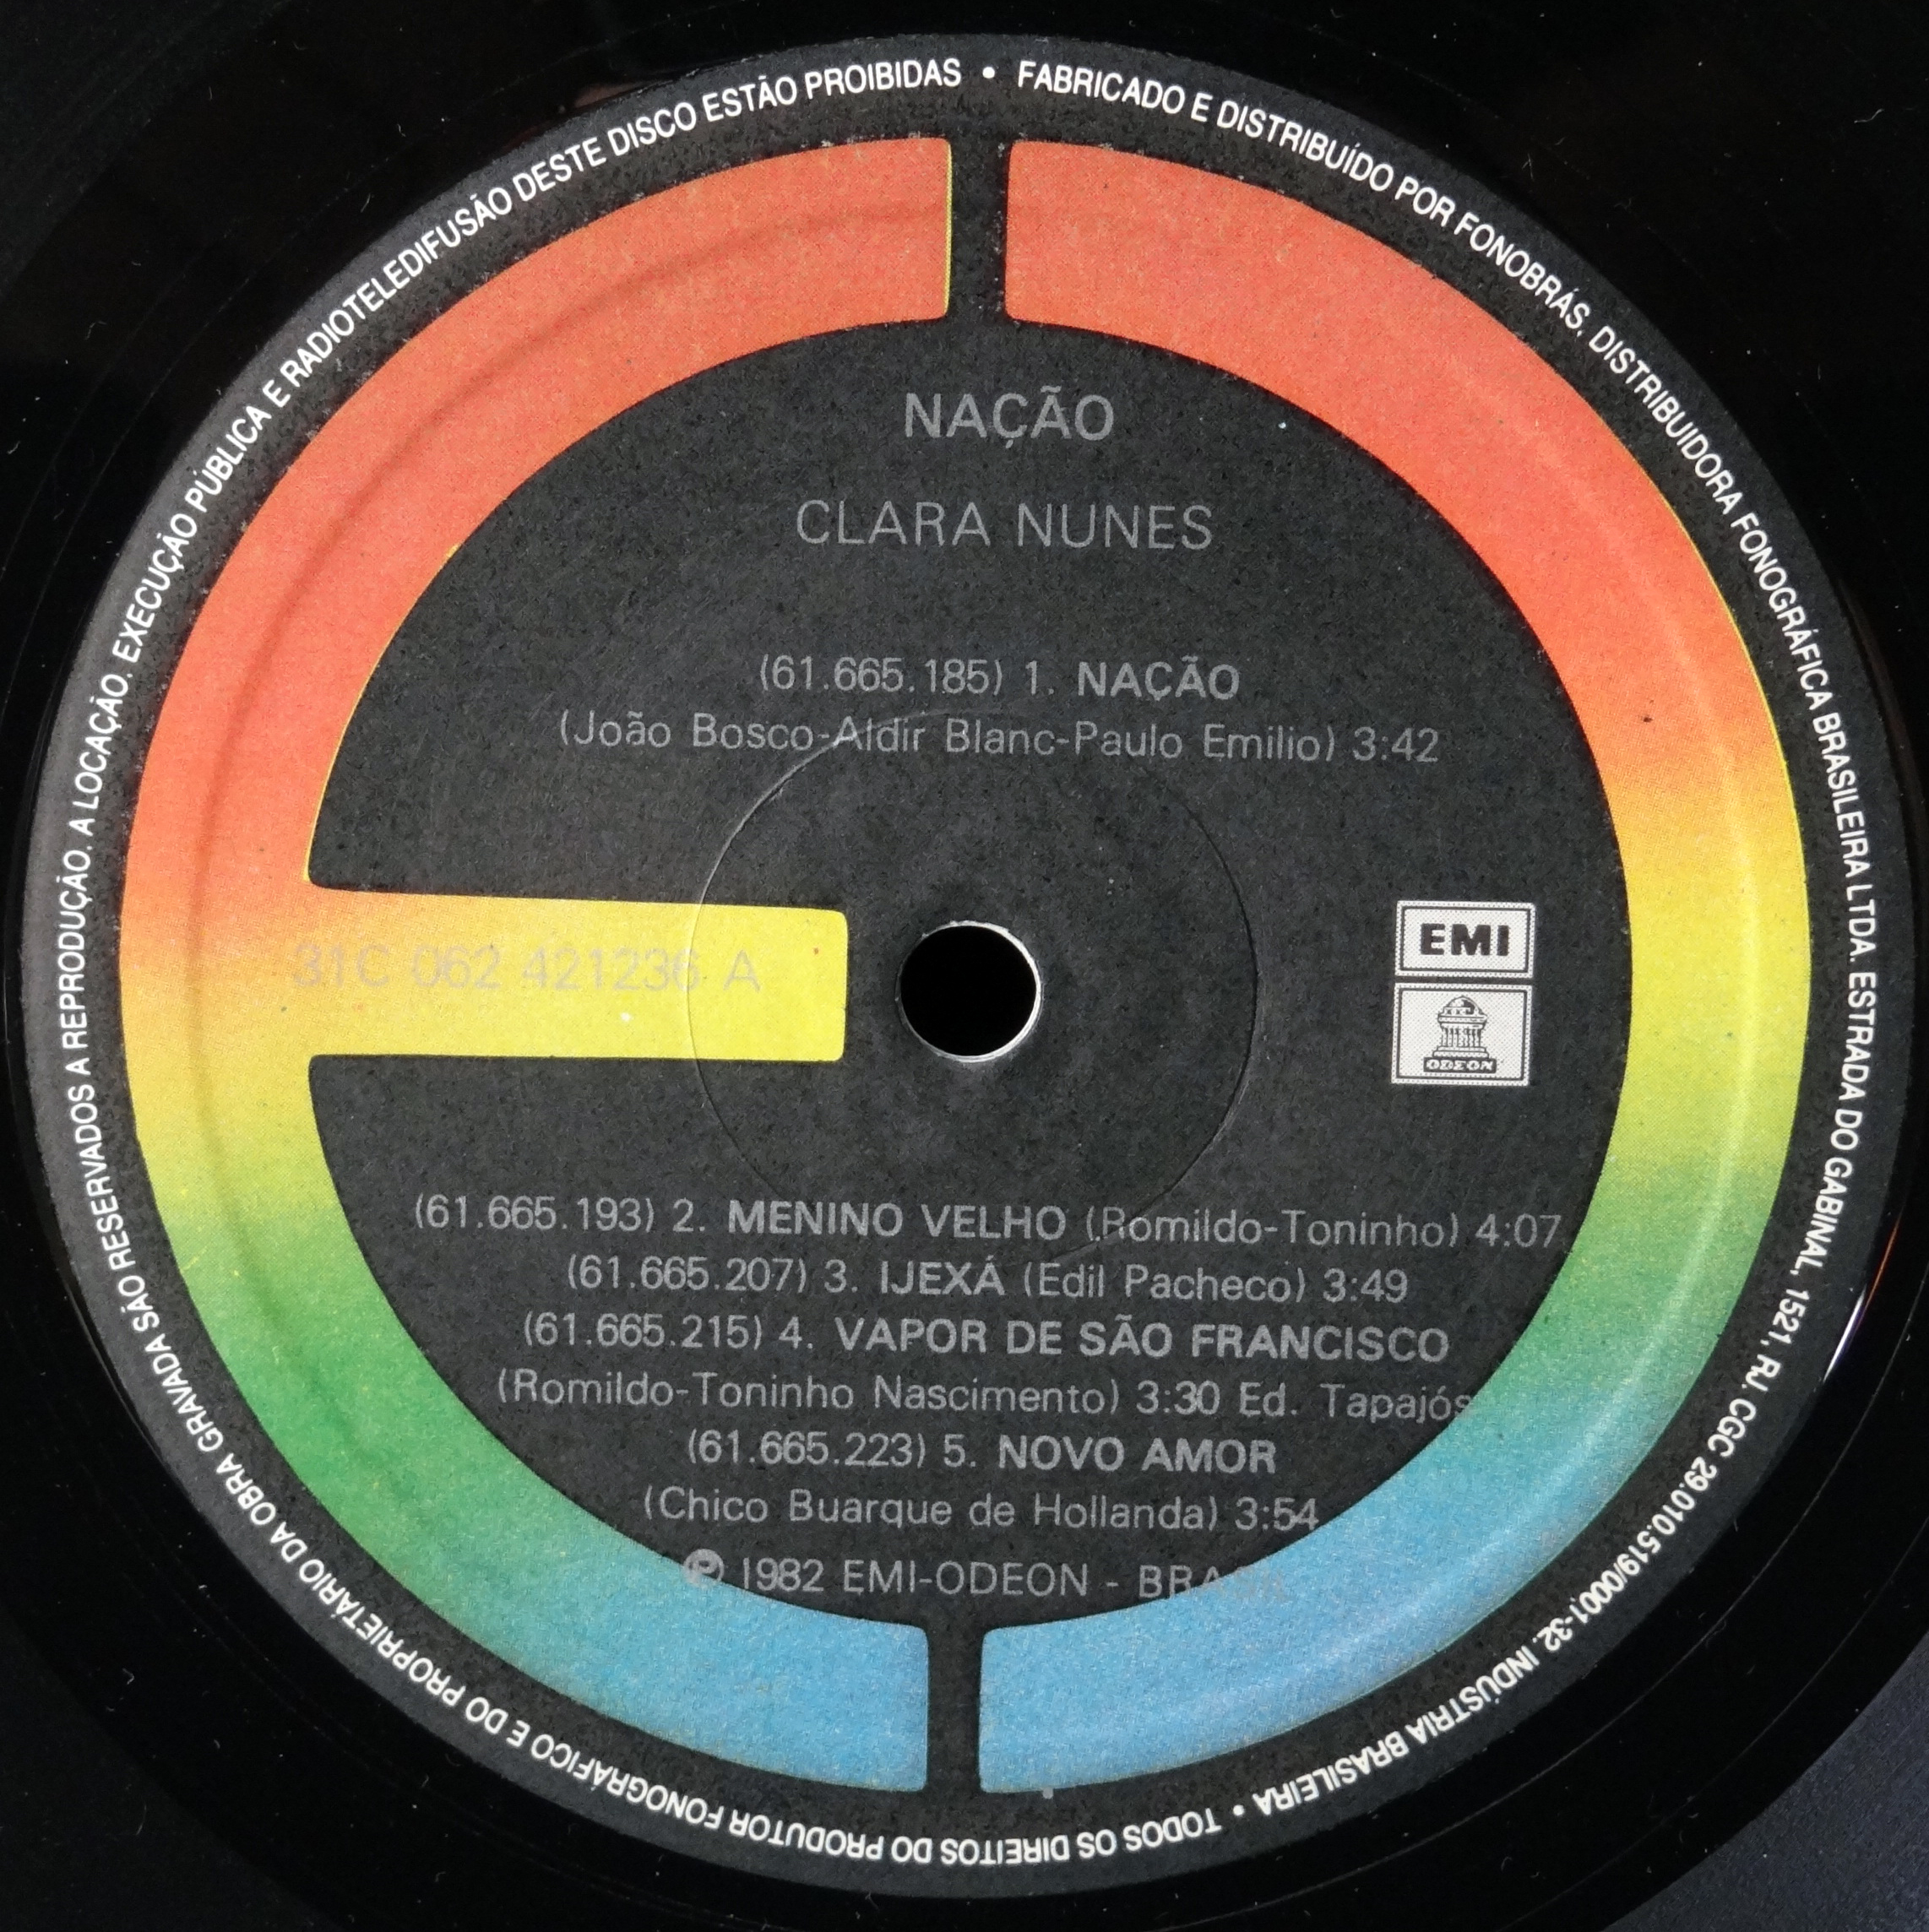 NAÇÃO
CLARA NUNES
(61.665.185) 1. NAÇÃO
(João Bosco-Aldir Blanc-Paulo Emilio) 3:42
31C 062 421236 A
EMI
ODEON
(61.665.193) 2. MENINO VELHO (Romildo-Toninho) 4:07
(61.665.207) 3. IJEXÁ (Edil Pacheco) 3:49
(61.665.215) 4. VAPOR DE SÃO FRANCISCO
(Romildo-Toninho Nascimento) 3:30 Ed. Tapajós
(61.665.223) 5. NOVO AMOR
(Chico Buarque de Hollanda) 3:54
℗ 1982 EMI-ODEON - BRASIL
TODOS OS DIREITOS DO PRODUTOR FONOGRÁFICO E DO PROPRIETÁRIO DA OBRA GRAVADA SÃO RESERVADOS A REPRODUÇÃO. A LOCAÇÃO. EXECUÇÃO PÚBLICA E RADIOTELEDIFUSÃO DESTE DISCO ESTÃO PROIBIDAS • FABRICADO E DISTRIBUÍDO POR FONOBRÁS. DISTRIBUIDORA FONOGRÁFICA BRASILEIRA LTDA. ESTRADA DO GABINAL, 1521, RJ. CGC 29.010.519/0001-32. INDÚSTRIA BRASILEIRA •